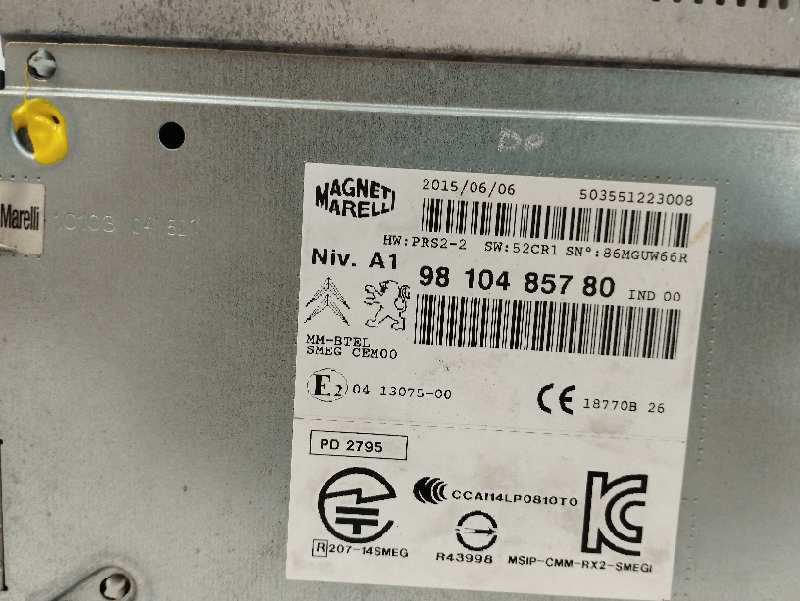 DO
MAGNETI
MARELLI
2015/06/06 503551223008
HW:PRS2-2 SW:52CR1 SN°:86MGUW66R
Marelli
Niv. A1 98 104 857 80 IND 00
MM-BTEL
SMEG CEM00
E2 04 13075-00 CE 18770B 26
PD 2795
CCAI14LP0810T0
R 207-14SMEG R43998 MSIP-CMM-RX2-SMEGI